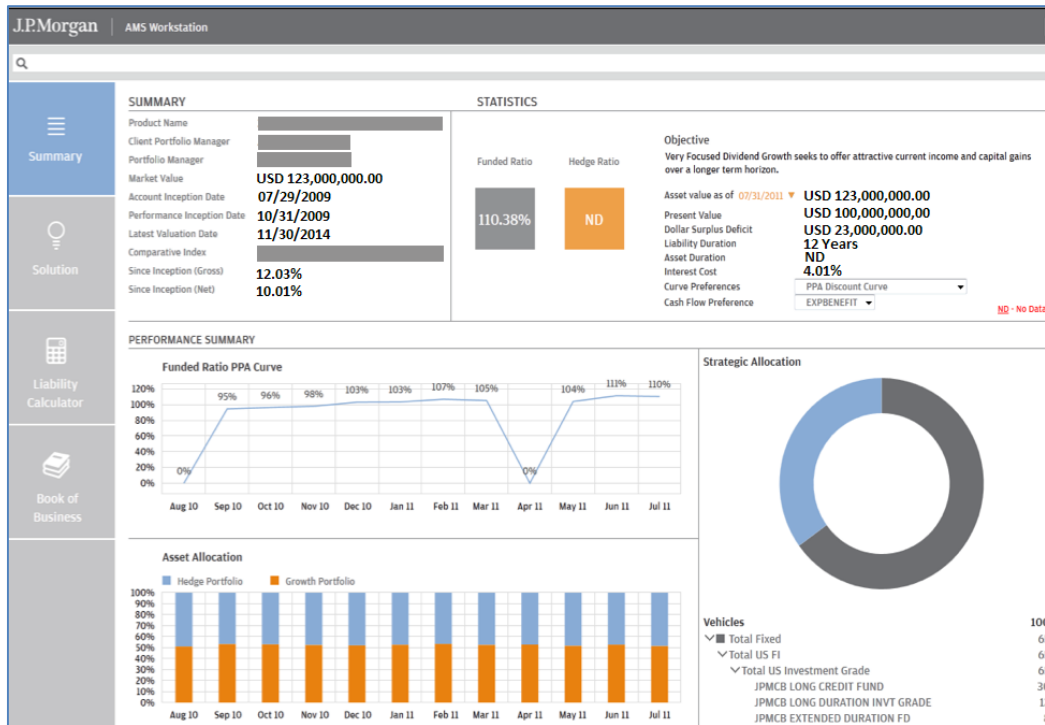 J.P.Morgan AMS Workstation
Summary
Solution
Liability
Calculator
Book of
Business
SUMMARY
Product Name
Client Portfolio Manager
Portfolio Manager
Market Value USD 123,000,000.00
Account Inception Date 07/29/2009
Performance Inception Date 10/31/2009
Latest Valuation Date 11/30/2014
Comparative Index
Since Inception (Gross) 12.03%
Since Inception (Net) 10.01%
STATISTICS
Funded Ratio Hedge Ratio
110.38% ND
Objective
Very Focused Dividend Growth seeks to offer attractive current income and capital gains
over a longer term horizon.
Asset value as of 07/31/2011 USD 123,000,000.00
Present Value USD 100,000,000,00
Dollar Surplus Deficit USD 23,000,000.00
Liability Duration 12 Years
Asset Duration ND
Interest Cost 4.01%
Curve Preferences PPA Discount Curve
Cash Flow Preference EXPBENEFIT
ND - No Data
PERFORMANCE SUMMARY
Funded Ratio PPA Curve
120%
100%
80%
60%
40%
20%
0%
0% 95% 96% 98% 103% 103% 107% 105% 0% 104% 111% 110%
Aug 10 Sep 10 Oct 10 Nov 10 Dec 10 Jan 11 Feb 11 Mar 11 Apr 11 May 11 Jun 11 Jul 11
Asset Allocation
Hedge Portfolio Growth Portfolio
100%
90%
80%
70%
60%
50%
40%
30%
20%
10%
0%
Aug 10 Sep 10 Oct 10 Nov 10 Dec 10 Jan 11 Feb 11 Mar 11 Apr 11 May 11 Jun 11 Jul 11
Strategic Allocation
Vehicles
Total Fixed
Total US FI
Total US Investment Grade
JPMCB LONG CREDIT FUND
JPMCB LONG DURATION INVT GRADE
JPMCB EXTENDED DURATION FD